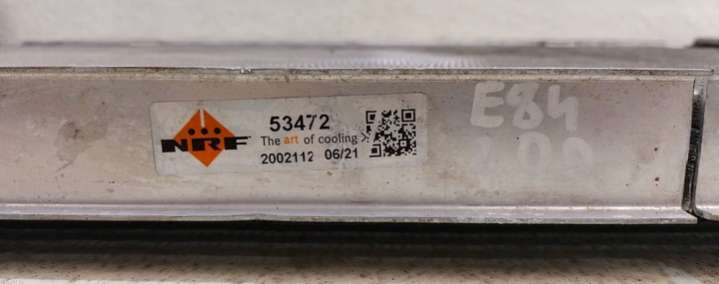 NRF
53472
The art of cooling
2002112 06/21
E84